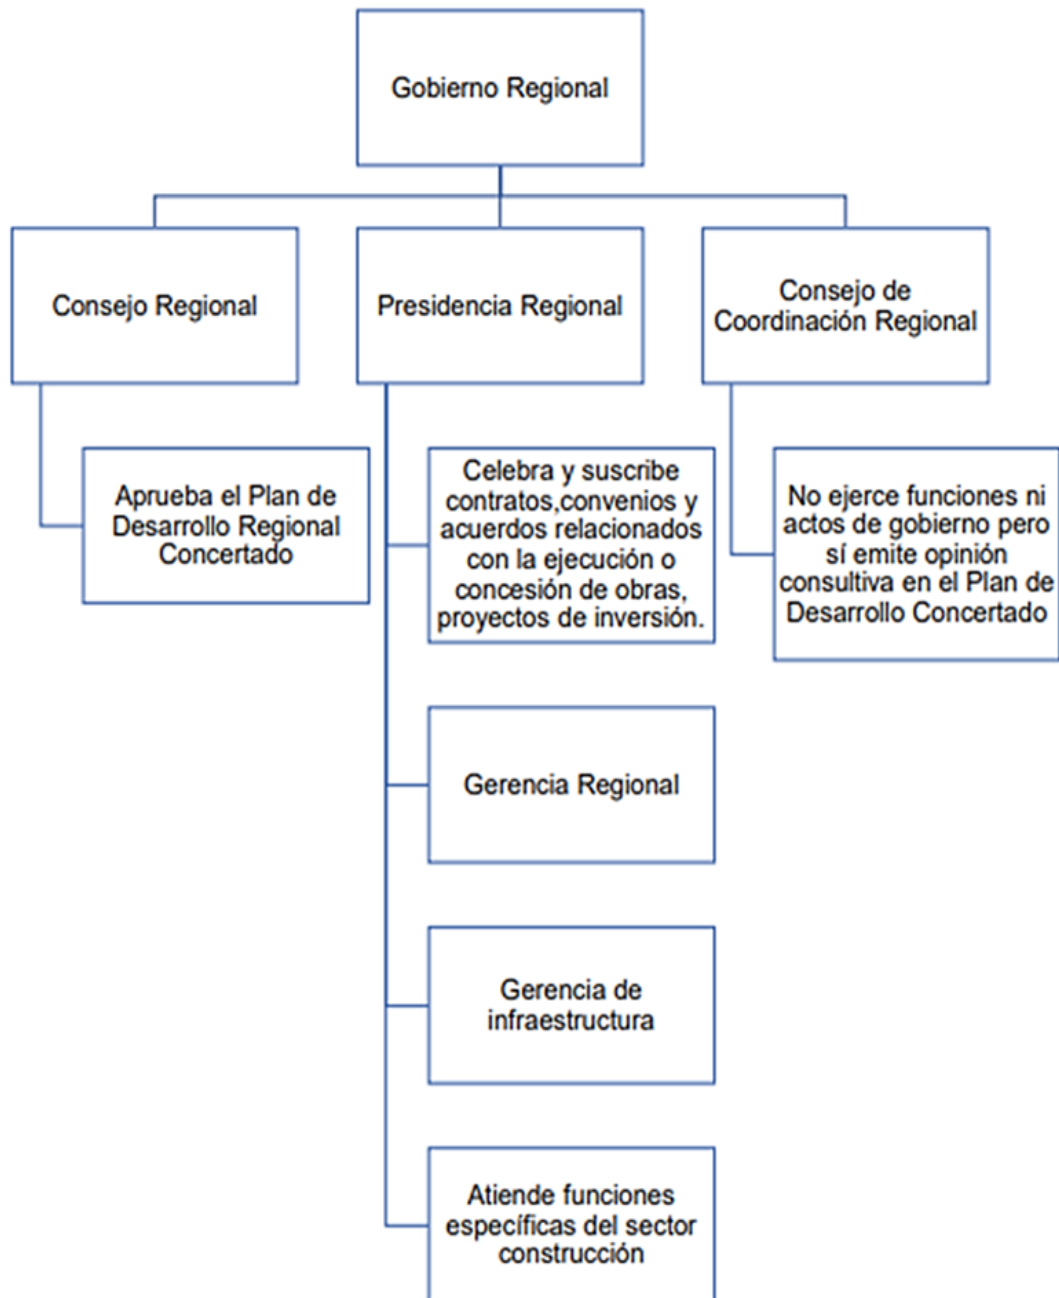 Gobierno Regional
Consejo Regional
Presidencia Regional
Consejo de
Coordinación Regional
Aprueba el Plan de
Desarrollo Regional
Concertado
Celebra y suscribe
contratos,convenios y
acuerdos relacionados
con la ejecución o
concesión de obras,
proyectos de inversión.
No ejerce funciones ni
actos de gobierno pero
sí emite opinión
consultiva en el Plan de
Desarrollo Concertado
Gerencia Regional
Gerencia de
infraestructura
Atiende funciones
específicas del sector
construcción